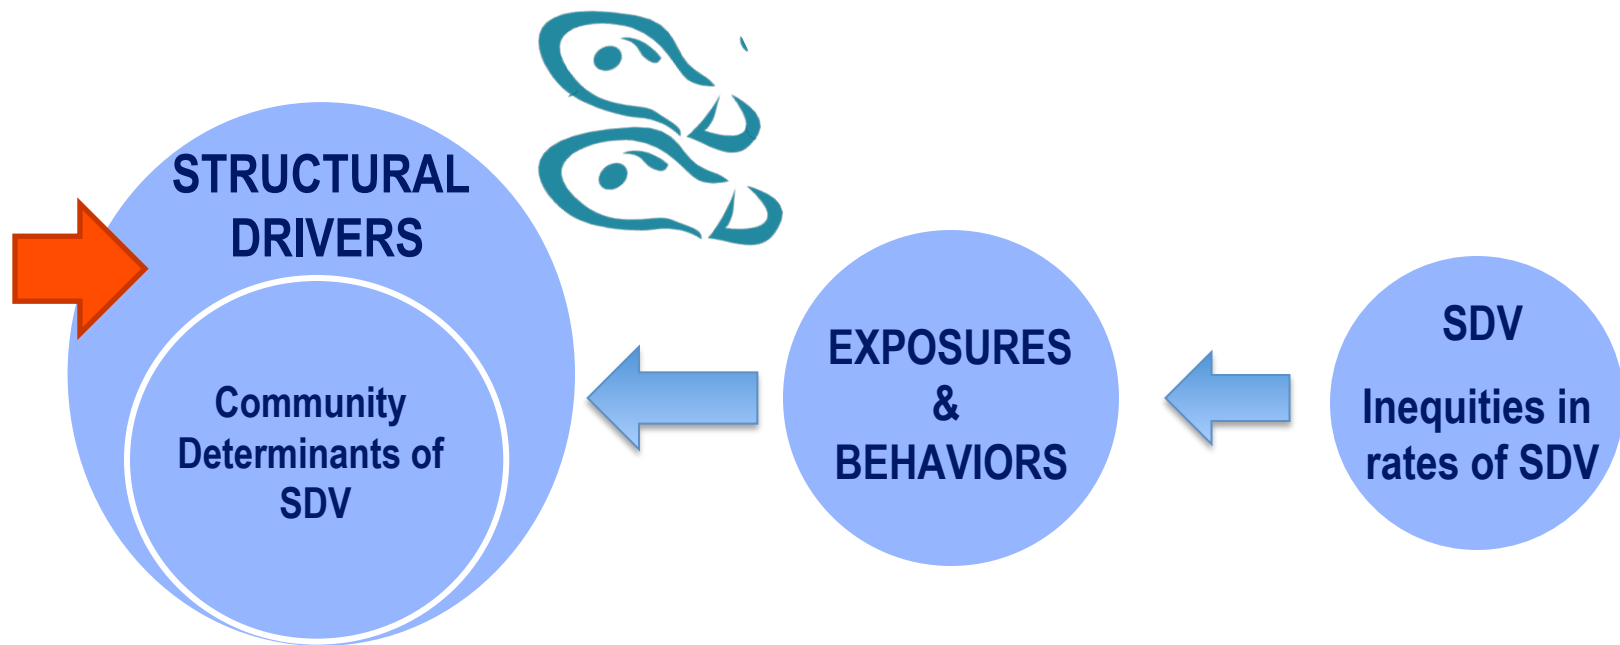 STRUCTURAL
DRIVERS
Community
Determinants of
SDV
EXPOSURES
&
BEHAVIORS
SDV
Inequities in
rates of SDV